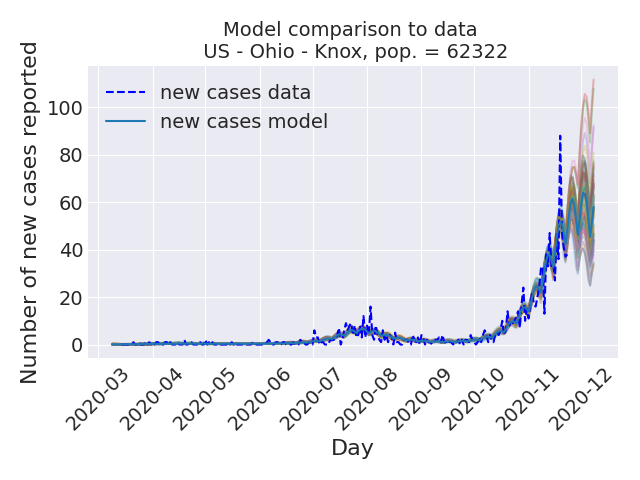 Model comparison to data
US - Ohio - Knox, pop. = 62322
Number of new cases reported
100
80
60
40
20
0
new cases data
new cases model
2020-03
2020-04
2020-05
2020-06
2020-07
2020-08
2020-09
2020-10
2020-11
2020-12
Day